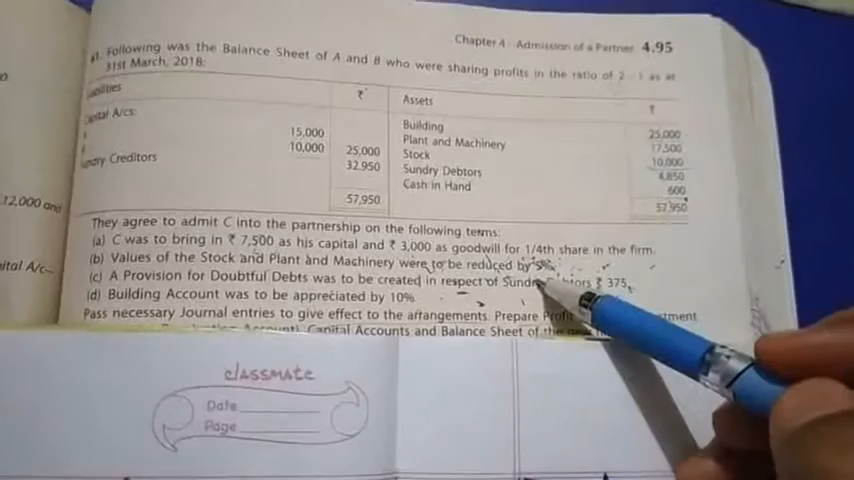 Chapter 4 Admission of a Partner 4.95
Following was the Balance Sheet of A and B who were sharing profits in the ratio of 2 : 1 as at
31st March, 2018:
₹ Assets ₹
Capital A/cs:
15,000 Building 25,000
10,000 25,000 Plant and Machinery 17,500
Sundry Creditors 32,950 Stock 10,000
Sundry Debtors 4,850
Cash in Hand 600
57,950 57,950
They agree to admit C into the partnership on the following terms:
(a) C was to bring in ₹ 7,500 as his capital and ₹ 3,000 as goodwill for 1/4th share in the firm.
(b) Values of the Stock and Plant and Machinery were to be reduced by 5%.
(c) A Provision for Doubtful Debts was to be created in respect of Sundry ₹ 375.
(d) Building Account was to be appreciated by 10%
Pass necessary Journal entries to give effect to the arrangements. Prepare Profit
Capital Accounts and Balance Sheet of the new
12,000 and
ital A/c–
classmate
Date
Page